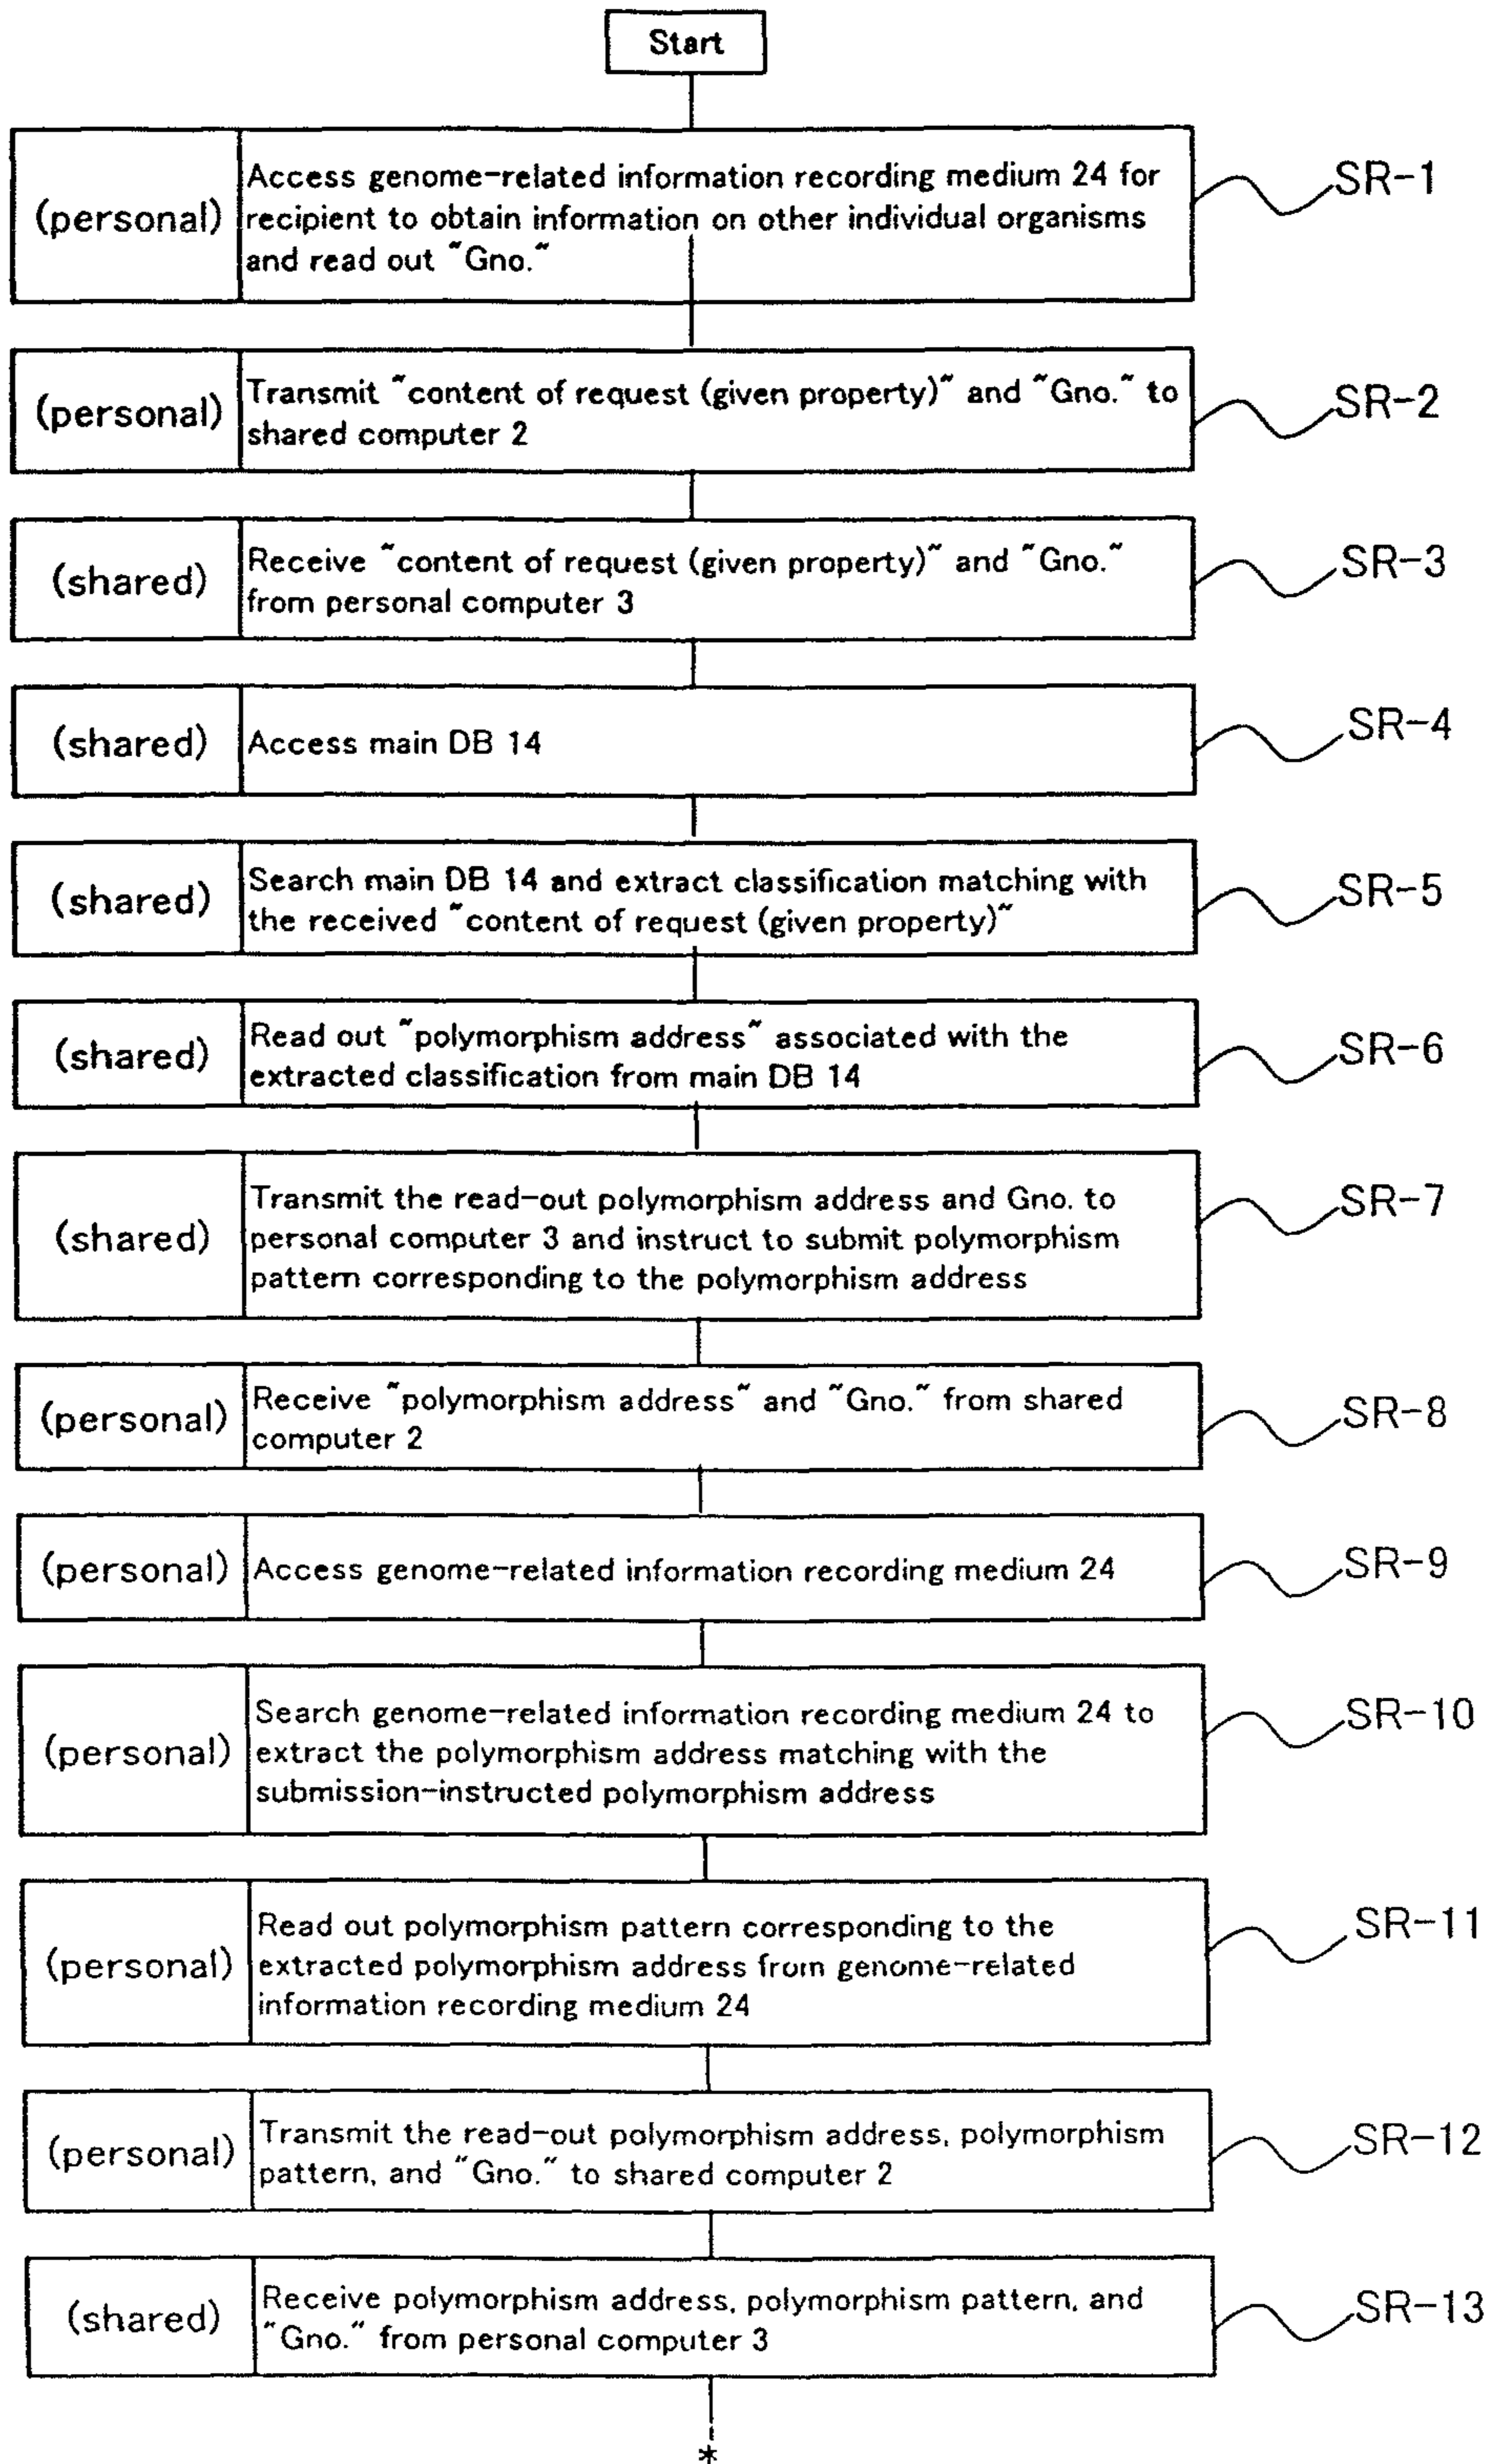 Start
(personal)
Access genome-related information recording medium 24 for
recipient to obtain information on other individual organisms
and read out "Gno."
SR-1
(personal)
Transmit "content of request (given property)" and "Gno." to
shared computer 2
SR-2
(shared)
Receive "content of request (given property)" and "Gno."
from personal computer 3
SR-3
(shared)
Access main DB 14
SR-4
(shared)
Search main DB 14 and extract classification matching with
the received "content of request (given property)"
SR-5
(shared)
Read out "polymorphism address" associated with the
extracted classification from main DB 14
SR-6
(shared)
Transmit the read-out polymorphism address and Gno. to
personal computer 3 and instruct to submit polymorphism
pattern corresponding to the polymorphism address
SR-7
(personal)
Receive "polymorphism address" and "Gno." from shared
computer 2
SR-8
(personal)
Access genome-related information recording medium 24
SR-9
(personal)
Search genome-related information recording medium 24 to
extract the polymorphism address matching with the
submission-instructed polymorphism address
SR-10
(personal)
Read out polymorphism pattern corresponding to the
extracted polymorphism address from genome-related
information recording medium 24
SR-11
(personal)
Transmit the read-out polymorphism address, polymorphism
pattern, and "Gno." to shared computer 2
SR-12
(shared)
Receive polymorphism address, polymorphism pattern, and
"Gno." from personal computer 3
SR-13
*